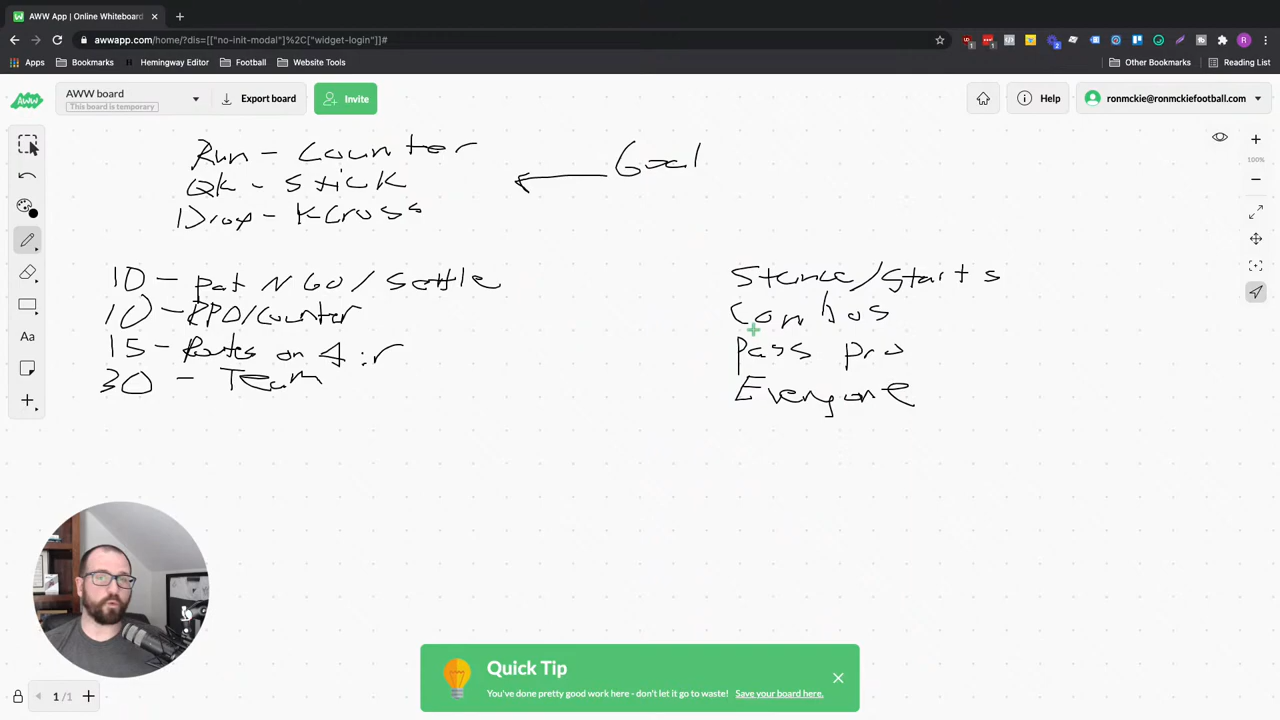 AWW App | Online Whiteboard
awwapp.com/home/?dis=[["no-init-modal"]%2C["widget-login"]]#
Apps Bookmarks Hemingway Editor Football Website Tools Other Bookmarks Reading List
AWW AWW board
This board is temporary
Export board Invite Help ronmckie@ronmckiefootball.com
Run - Counter
Goal
Qk - Stick
Drop - Y Cross
100%
10 - Pat N Go / Settle
Stance/Starts
10 - RPO/Counter
Combos
15 - Routes on Air
Pass pro
30 - Team
Everyone
Aa
Quick Tip
You've done pretty good work here - don't let it go to waste! Save your board here.
1/1